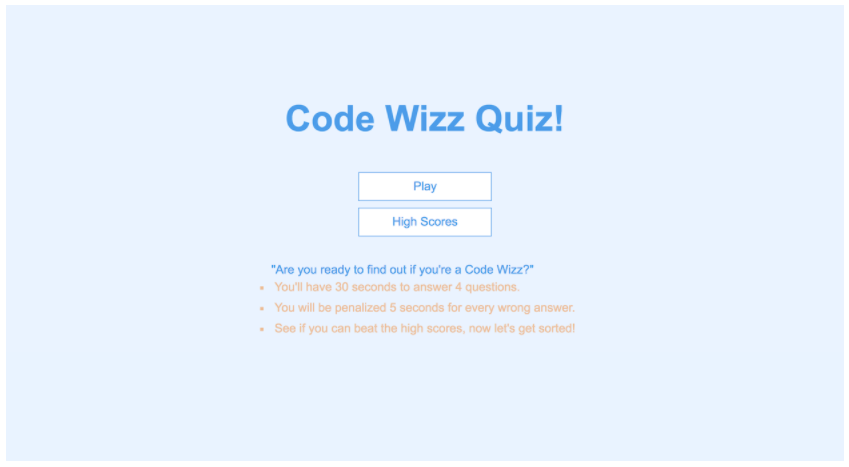 Code Wizz Quiz!
Play
High Scores
"Are you ready to find out if you're a Code Wizz?"
• You'll have 30 seconds to answer 4 questions.
• You will be penalized 5 seconds for every wrong answer.
• See if you can beat the high scores, now let's get sorted!